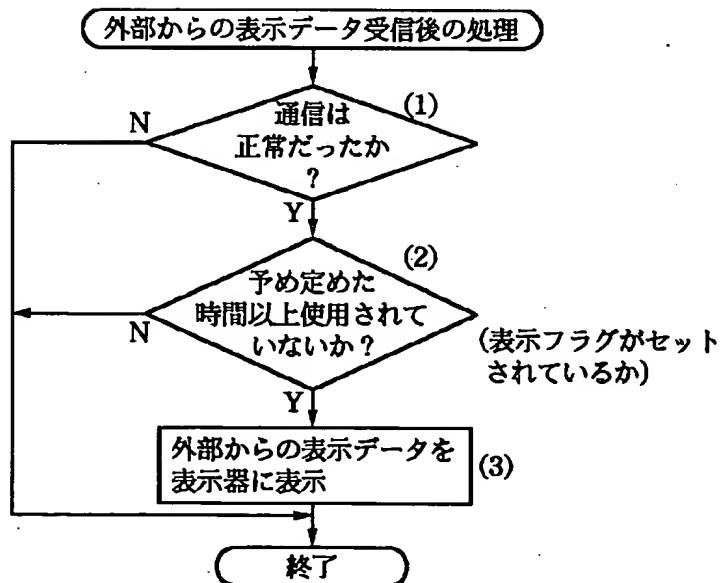 外部からの表示データ受信後の処理
(1)
通信は
正常だったか
?
N
Y
(2)
予め定めた
時間以上使用されて
いないか?
N
(表示フラグがセット
されているか)
Y
外部からの表示データを
表示器に表示
(3)
終了